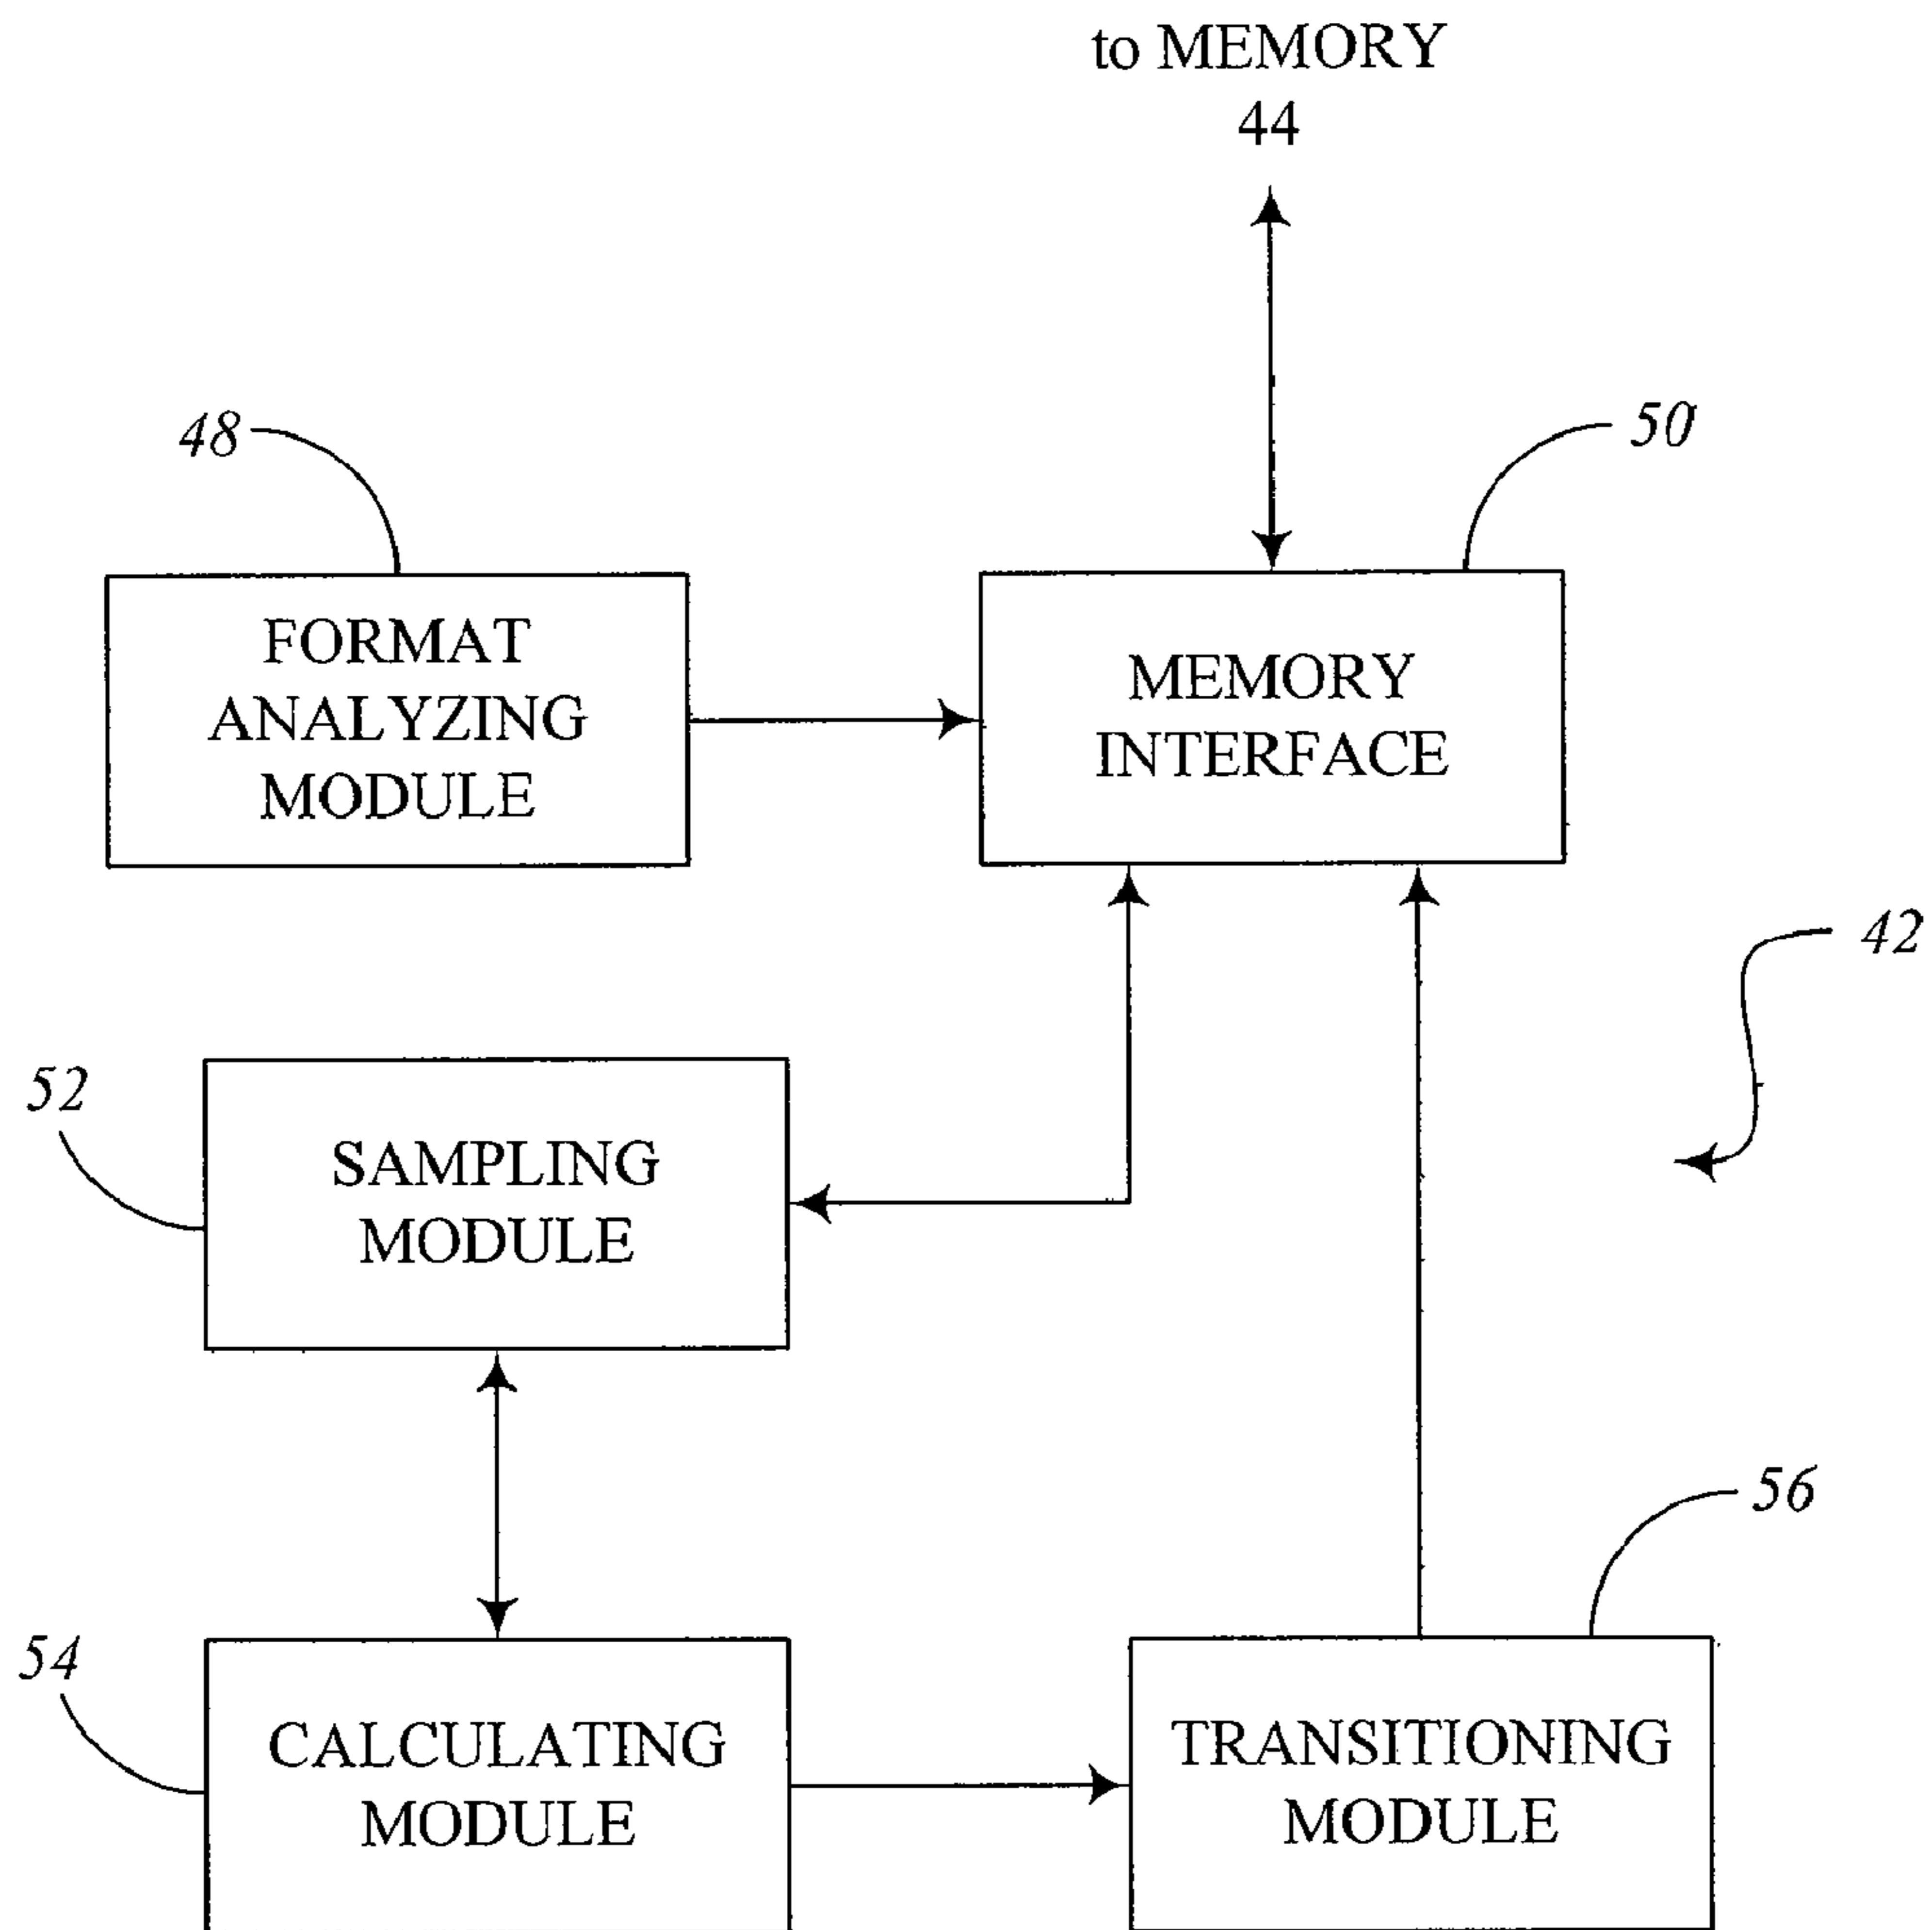 to MEMORY
44
48
50
FORMAT
ANALYZING
MODULE
MEMORY
INTERFACE
42
52
SAMPLING
MODULE
56
54
CALCULATING
MODULE
TRANSITIONING
MODULE